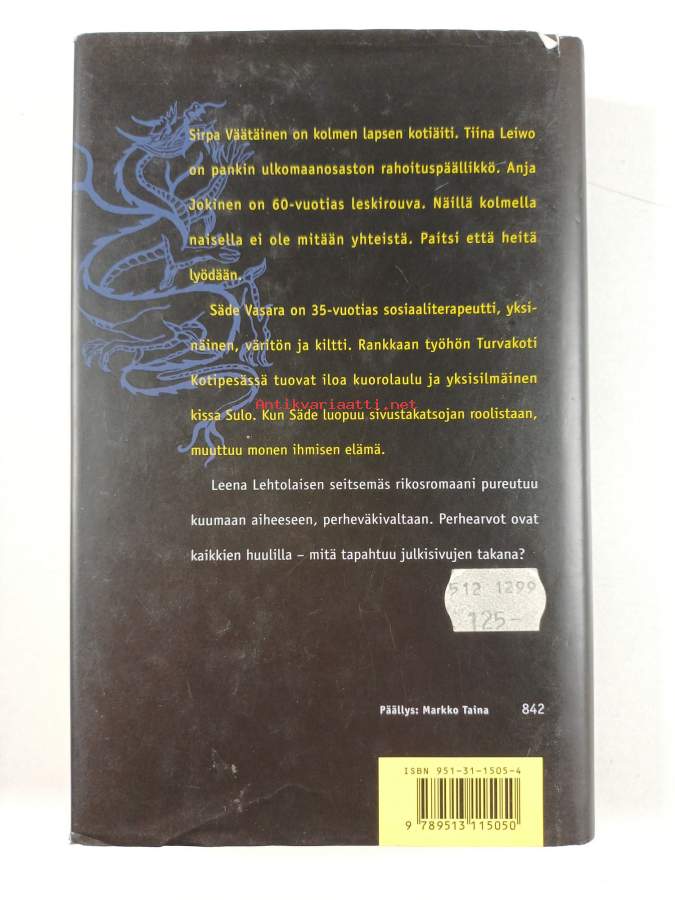 Sirpa Väätäinen on kolmen lapsen kotiäiti. Tiina Leiwo
on pankin ulkomaanosaston rahoituspäällikkö. Anja
Jokinen on 60-vuotias leskirouva. Näillä kolmella
naisella ei ole mitään yhteistä. Paitsi että heitä
lyödään.
Säde Vasara on 35-vuotias sosiaaliterapeutti, yksi-
näinen, väritön ja kiltti. Rankkaan työhön Turvakoti
Kotipesässä tuovat iloa kuorolaulu ja yksisilmäinen
Antikvariaatti.net
kissa Sulo. Kun Säde luopuu sivustakatsojan roolistaan,
muuttuu monen ihmisen elämä.
Leena Lehtolaisen seitsemäs rikosromaani pureutuu
kuumaan aiheeseen, perheväkivaltaan. Perhearvot ovat
kaikkien huulilla – mitä tapahtuu julkisivujen takana?
512 1299
125-
Päällys: Markko Taina 842
ISBN 951-31-1505-4
9 789513 115050